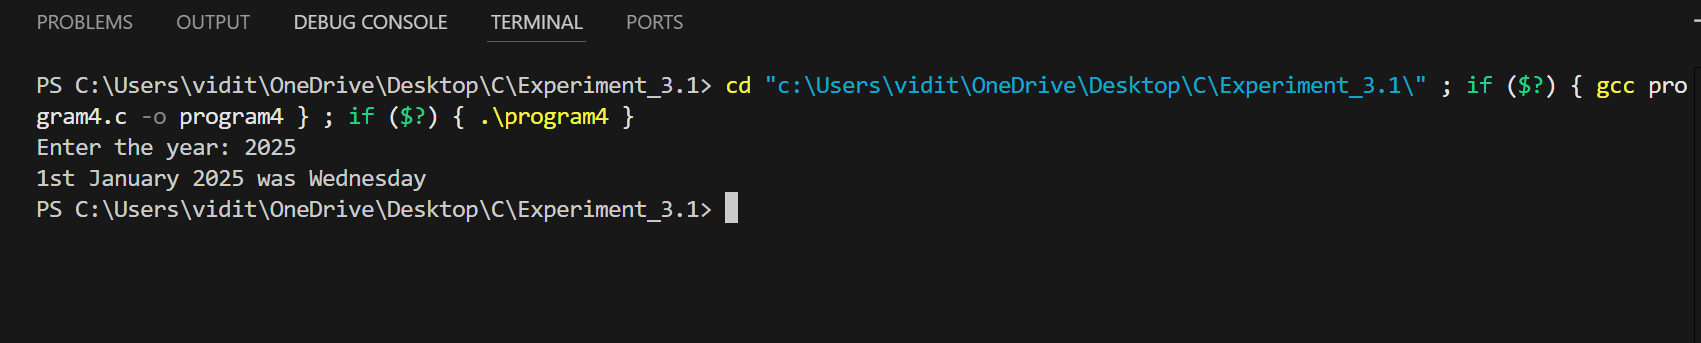 PROBLEMS OUTPUT DEBUG CONSOLE TERMINAL PORTS
PS C:\Users\vidit\OneDrive\Desktop\C\Experiment_3.1> cd "c:\Users\vidit\OneDrive\Desktop\C\Experiment_3.1\" ; if ($?) { gcc pro
gram4.c -o program4 } ; if ($?) { .\program4 }
Enter the year: 2025
1st January 2025 was Wednesday
PS C:\Users\vidit\OneDrive\Desktop\C\Experiment_3.1>